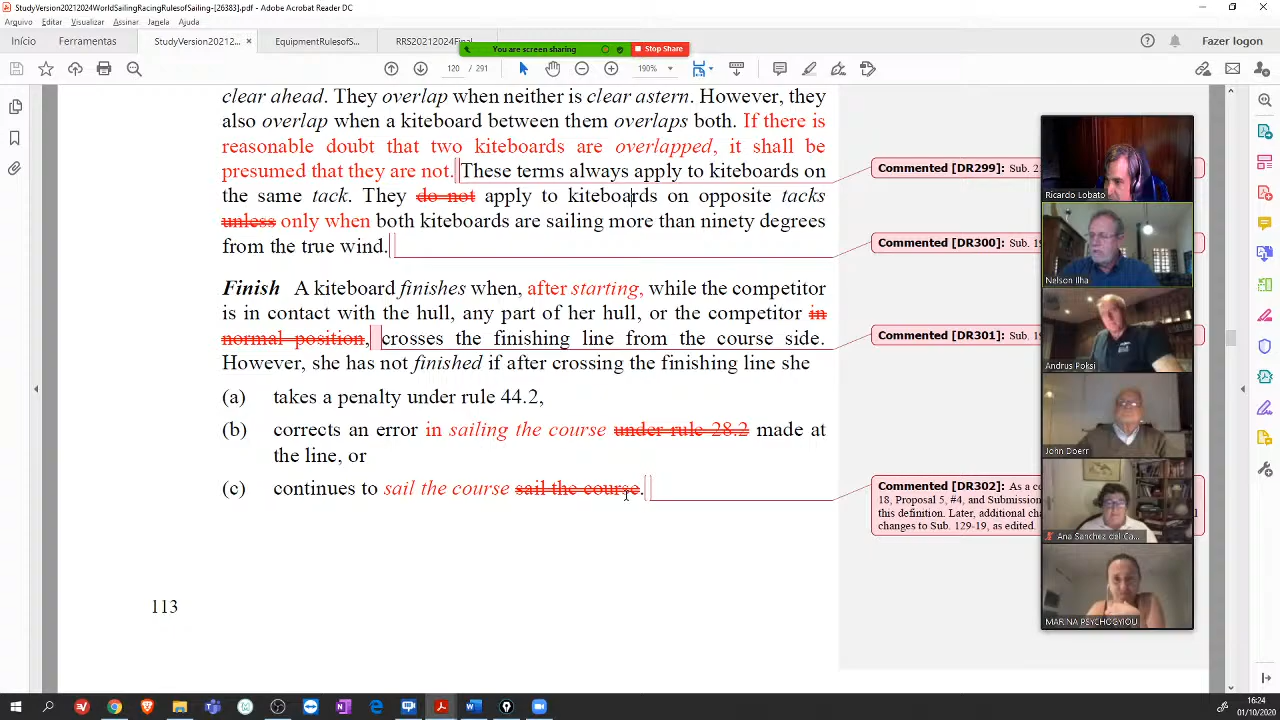 StudyVersion20212024WorldSailingRacingRulesofSailing-[26383].pdf - Adobe Acrobat Reader DC
Arquivo Editar Visualizar Assinar Janela Ajuda
Início Ferramentas StudyVersion2021202... × EquipmentRulesofS... RRS20212024Final... Fazer logon
You are screen sharing Stop Share
120 / 291 190%
clear ahead. They overlap when neither is clear astern. However, they
also overlap when a kiteboard between them overlaps both. If there is
reasonable doubt that two kiteboards are overlapped, it shall be
presumed that they are not. These terms always apply to kiteboards on
the same tack. They do not apply to kiteboards on opposite tacks
unless only when both kiteboards are sailing more than ninety degrees
from the true wind.
Finish A kiteboard finishes when, after starting, while the competitor
is in contact with the hull, any part of her hull, or the competitor in
normal position, crosses the finishing line from the course side.
However, she has not finished if after crossing the finishing line she
(a) takes a penalty under rule 44.2,
(b) corrects an error in sailing the course under rule 28.2 made at
the line, or
(c) continues to sail the course sail the course.
113
Commented [DR299]: Sub. 2
Commented [DR300]: Sub. 19
Commented [DR301]: Sub. 19
Commented [DR302]: As a co
18, Proposal 5, #4, and Submission
this definition. Later, additional cha
changes to Sub. 129-19, as edited.
Ricardo Lobato
Nelson Ilha
Andrus Poksi
John Doerr
Ana Sanchez del Ca...
MARINA PSYCHOGYIOU
16:24
01/10/2020